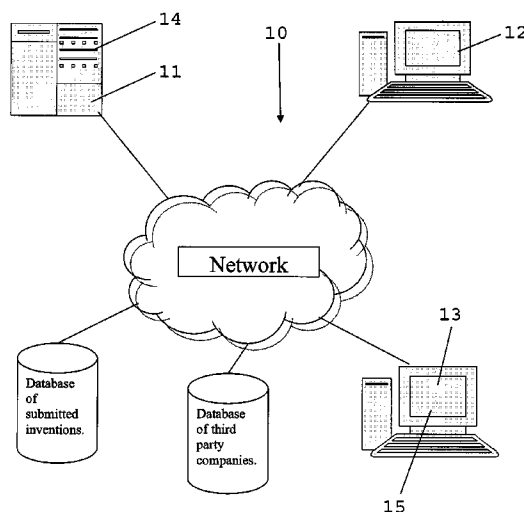 14
10
12
11
Network
13
Database
of
submitted
inventions.
Database
of third
party
companies.
15